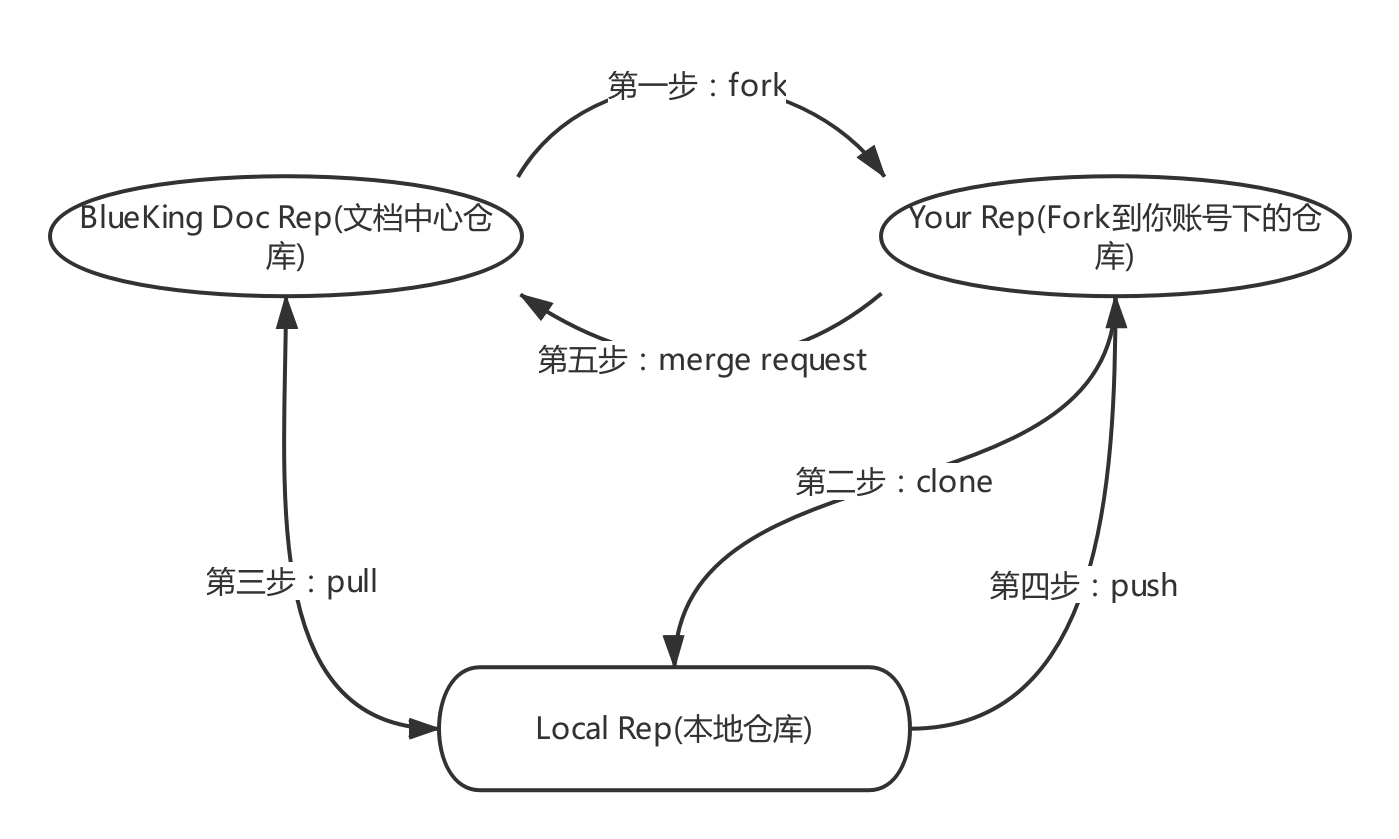 第一步：fork
BlueKing Doc Rep(文档中心仓
库)
Your Rep(Fork到你账号下的仓
库)
第五步：merge request
第二步：clone
第三步：pull
第四步：push
Local Rep(本地仓库)